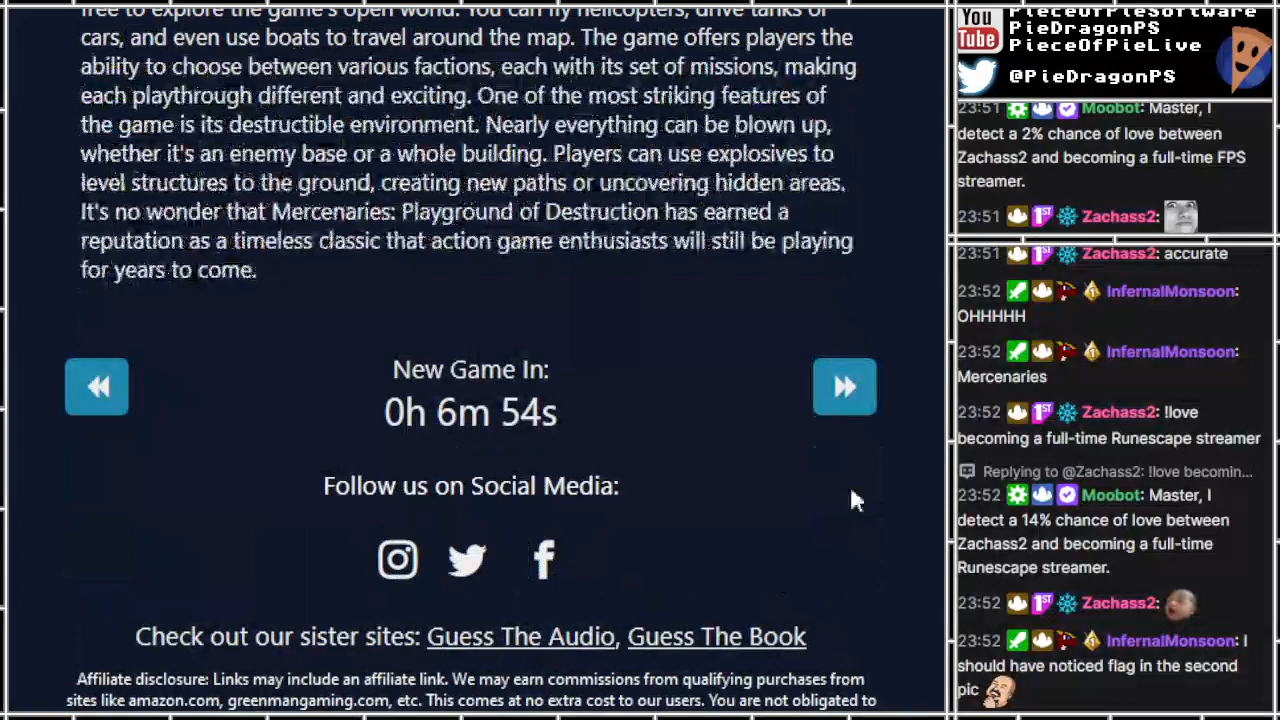 free to explore the game's open world. You can fly helicopters, drive tanks or
cars, and even use boats to travel around the map. The game offers players the
ability to choose between various factions, each with its set of missions, making
each playthrough different and exciting. One of the most striking features of
the game is its destructible environment. Nearly everything can be blown up,
whether it's an enemy base or a whole building. Players can use explosives to
level structures to the ground, creating new paths or uncovering hidden areas.
It's no wonder that Mercenaries: Playground of Destruction has earned a
reputation as a timeless classic that action game enthusiasts will still be playing
for years to come.
New Game In:
0h 6m 54s
Follow us on Social Media:
Check out our sister sites: Guess The Audio, Guess The Book
Affiliate disclosure: Links may include an affiliate link. We may earn commissions from qualifying purchases from
sites like amazon.com, greenmangaming.com, etc. This comes at no extra cost to our users. You are not obligated to
You
Tube
PieceOfPieSoftware
PieDragonPS
PieceOfPieLive
@PieDragonPS
23:51 Moobot: Master, I
detect a 2% chance of love between
Zachass2 and becoming a full-time FPS
streamer.
23:51 1ST Zachass2:
23:51 1ST Zachass2: accurate
23:52 InfernalMonsoon:
OHHHHH
23:52 InfernalMonsoon:
Mercenaries
23:52 1ST Zachass2: !love
becoming a full-time Runescape streamer
Replying to @Zachass2: !love becomin...
23:52 Moobot: Master, I
detect a 14% chance of love between
Zachass2 and becoming a full-time
Runescape streamer.
23:52 1ST Zachass2:
23:52 InfernalMonsoon: I
should have noticed flag in the second
pic